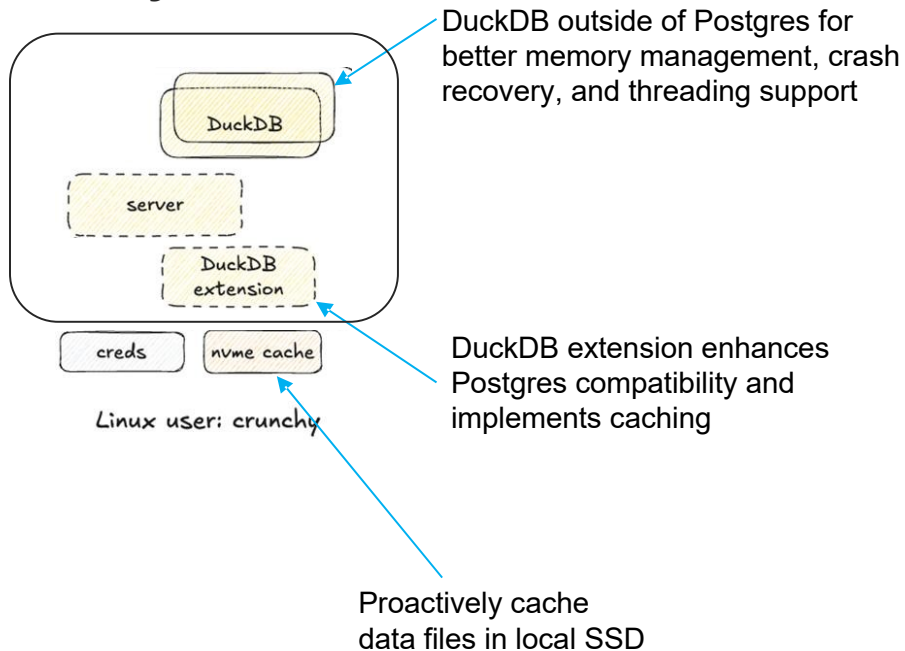 DuckDB outside of Postgres for
better memory management, crash
recovery, and threading support
DuckDB
server
DuckDB
extension
creds
nvme cache
Linux user: crunchy
DuckDB extension enhances
Postgres compatibility and
implements caching
Proactively cache
data files in local SSD